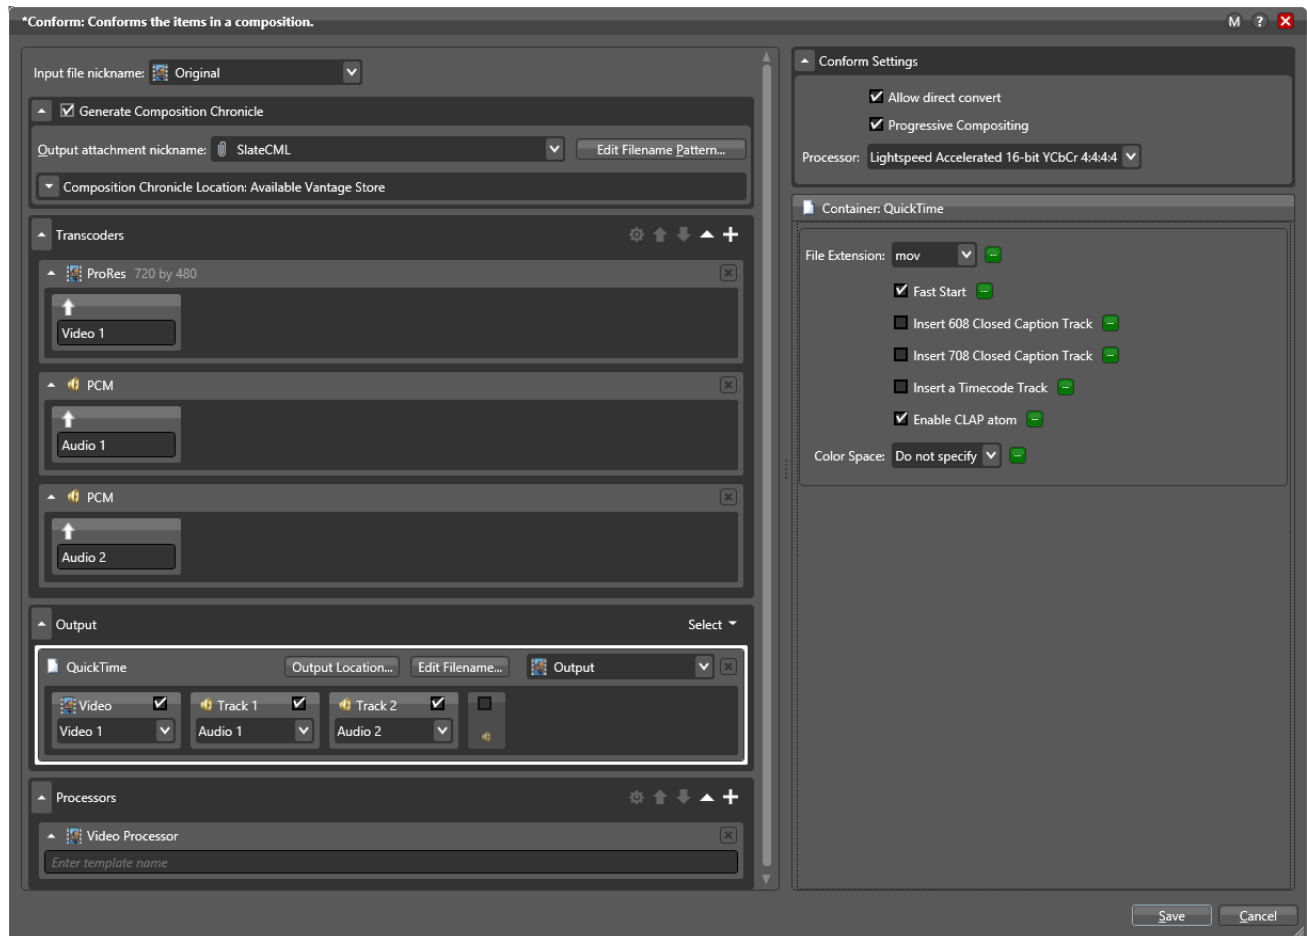 *Conform: Conforms the items in a composition.
M ?
Input file nickname: Original
Generate Composition Chronicle
Output attachment nickname: SlateCML Edit Filename Pattern...
Composition Chronicle Location: Available Vantage Store
Transcoders
ProRes 720 by 480
Video 1
PCM
Audio 1
PCM
Audio 2
Output Select
QuickTime Output Location... Edit Filename... Output
Video Track 1 Track 2
Video 1 Audio 1 Audio 2
Processors
Video Processor
Enter template name
Conform Settings
Allow direct convert
Progressive Compositing
Processor: Lightspeed Accelerated 16-bit YCbCr 4:4:4:4
Container: QuickTime
File Extension: mov
Fast Start
Insert 608 Closed Caption Track
Insert 708 Closed Caption Track
Insert a Timecode Track
Enable CLAP atom
Color Space: Do not specify
Save Cancel